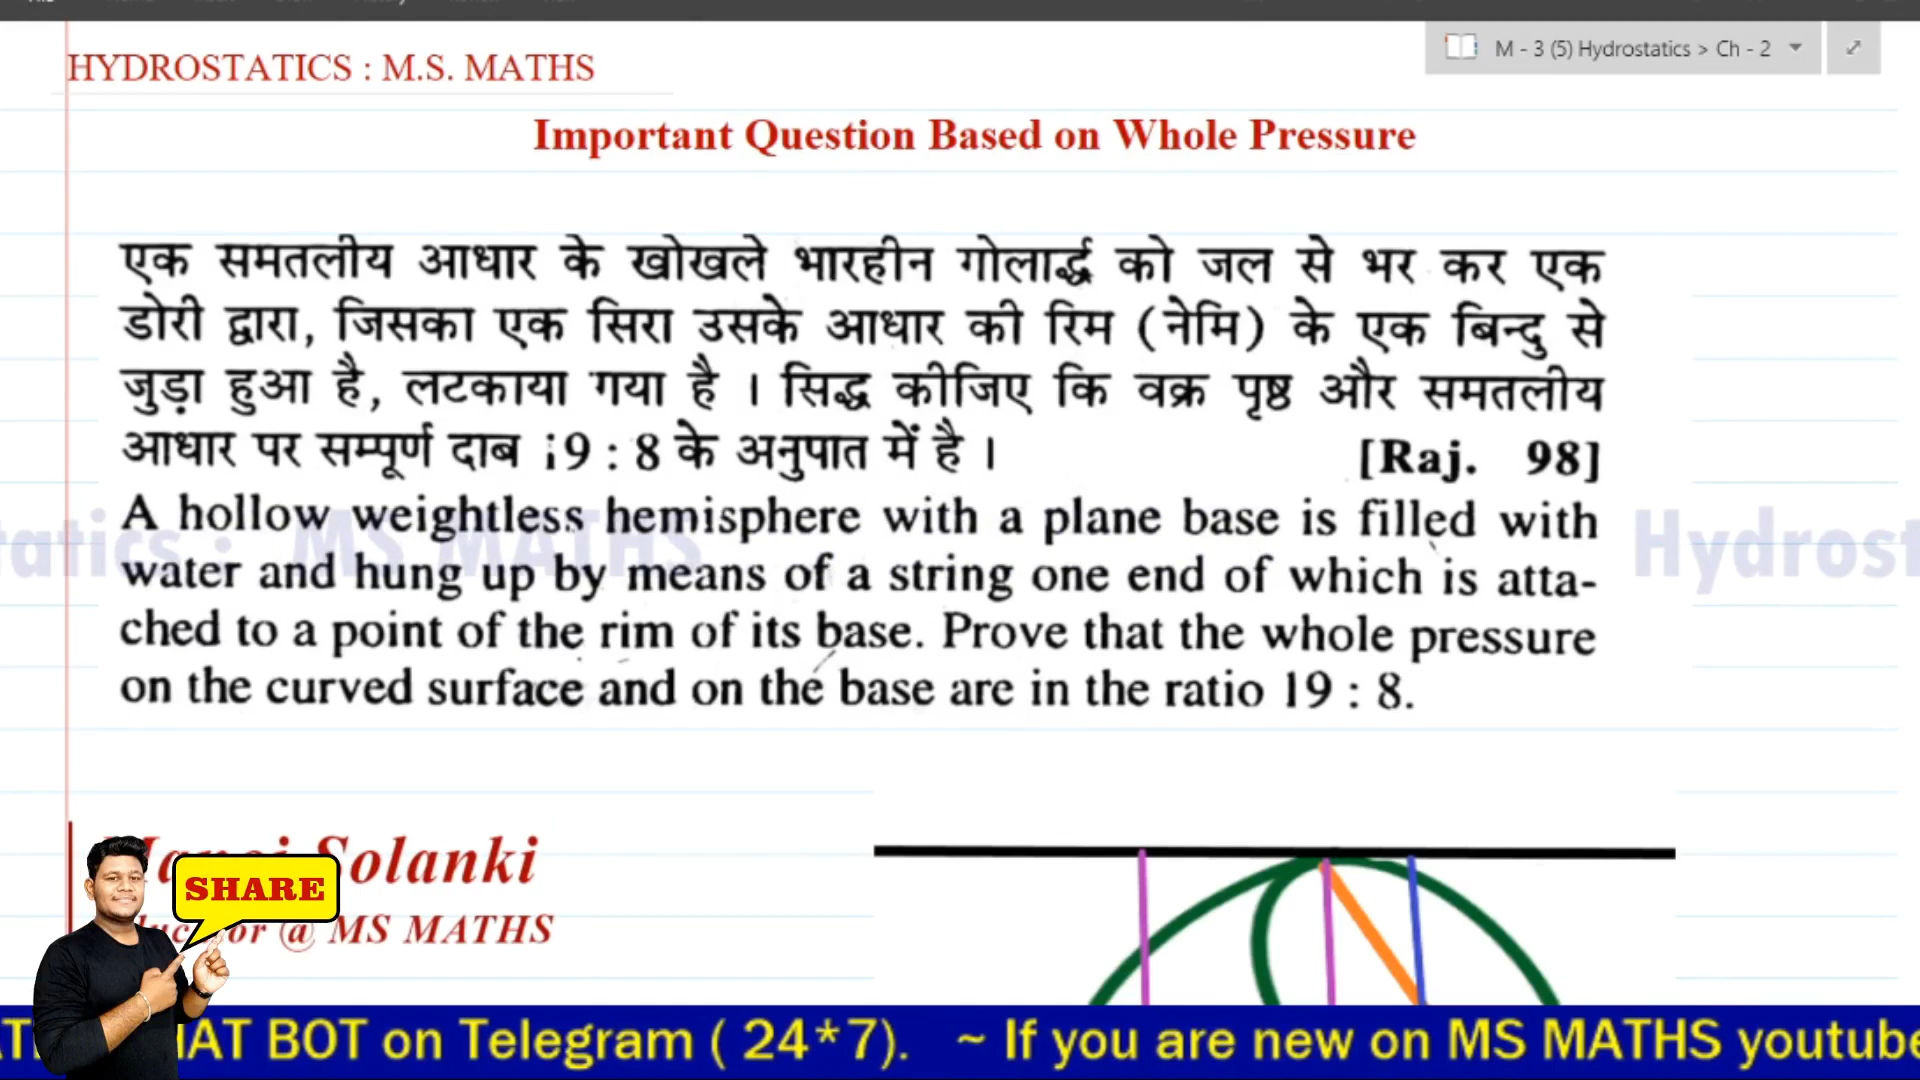 HYDROSTATICS : M.S. MATHS
M - 3 (5) Hydrostatics > Ch - 2
Important Question Based on Whole Pressure
एक समतलीय आधार के खोखले भारहीन गोलार्द्ध को जल से भर कर एक
डोरी द्वारा, जिसका एक सिरा उसके आधार की रिम (नेमि) के एक बिन्दु से
जुड़ा हुआ है, लटकाया गया है । सिद्ध कीजिए कि वक्र पृष्ठ और समतलीय
आधार पर सम्पूर्ण दाब 19 : 8 के अनुपात में है ।
[Raj. 98]
A hollow weightless hemisphere with a plane base is filled with
water and hung up by means of a string one end of which is atta-
ched to a point of the rim of its base. Prove that the whole pressure
on the curved surface and on the base are in the ratio 19 : 8.
MS MATHS
Solanki
SHARE
@ MS MATHS
BOT on Telegram ( 24*7). ~ If you are new on MS MATHS youtube